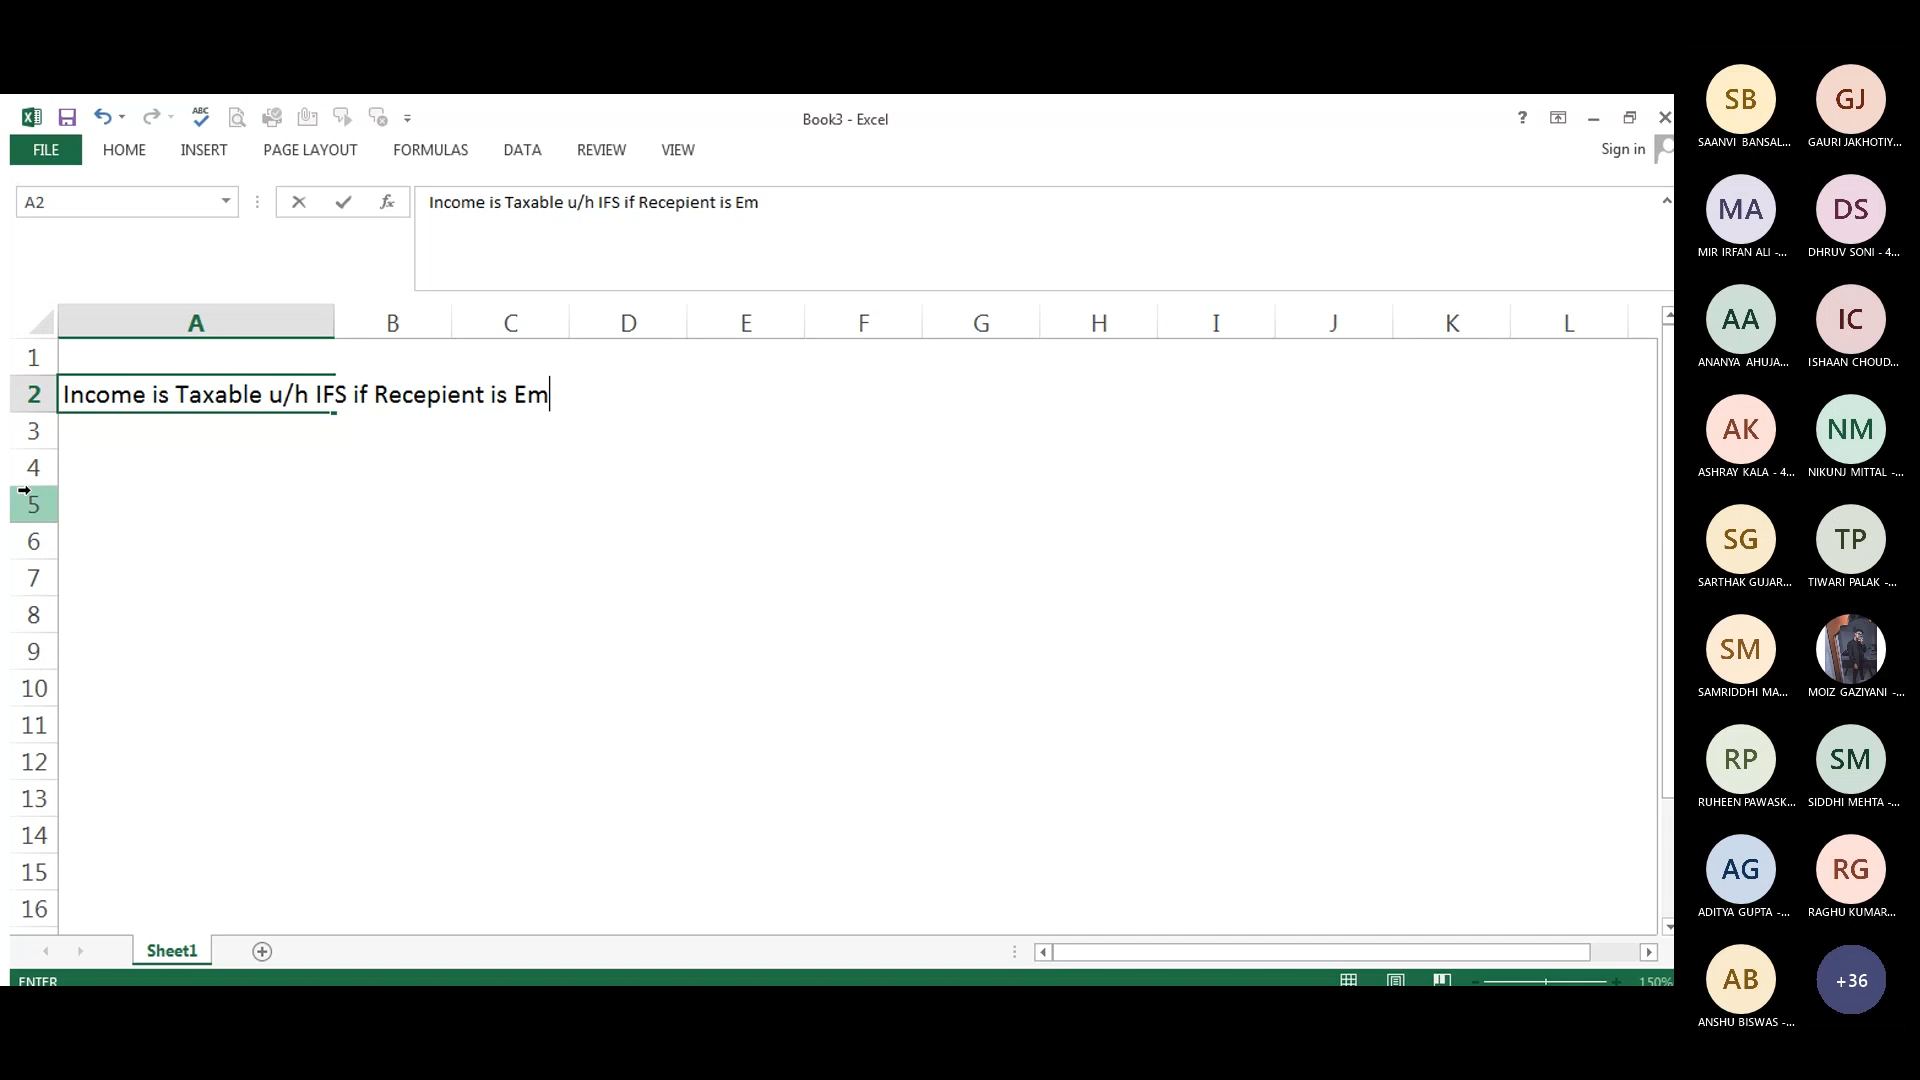 Book3 - Excel
?
FILE HOME INSERT PAGE LAYOUT FORMULAS DATA REVIEW VIEW
Sign in
A2
fx
Income is Taxable u/h IFS if Recepient is Em
A B C D E F G H I J K L
1
2 Income is Taxable u/h IFS if Recepient is Em
3
4
5
6
7
8
9
10
11
12
13
14
15
16
Sheet1
ENTER
150%
ABC
SB GJ
SAANVI BANSAL... GAURI JAKHOTIY...
MA DS
MIR IRFAN ALI -... DHRUV SONI - 4...
AA IC
ANANYA AHUJA... ISHAAN CHOUD...
AK NM
ASHRAY KALA - 4... NIKUNJ MITTAL -...
SG TP
SARTHAK GUJAR... TIWARI PALAK -...
SM
SAMRIDDHI MA... MOIZ GAZIYANI -...
RP SM
RUHEEN PAWASK... SIDDHI MEHTA -...
AG RG
ADITYA GUPTA -... RAGHU KUMAR...
AB +36
ANSHU BISWAS -...